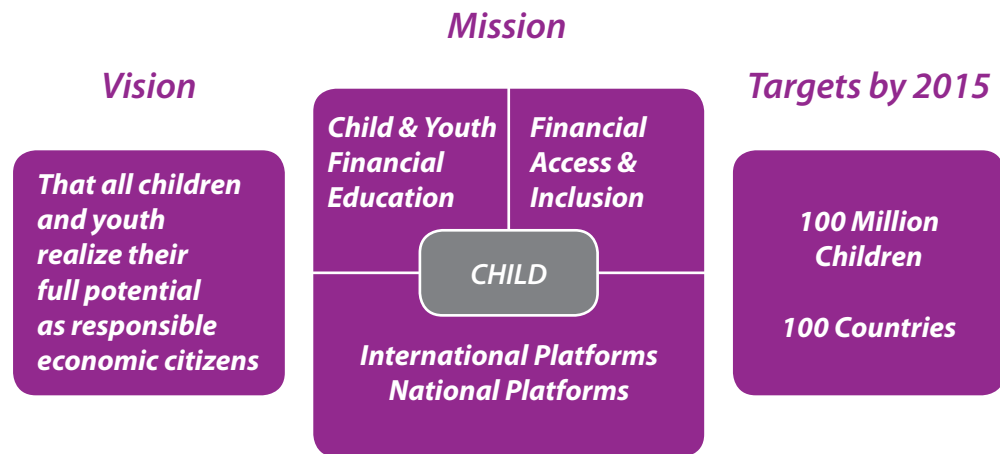 Mission
Vision
Targets by 2015
That all children
and youth
realize their
full potential
as responsible
economic citizens
Child & Youth
Financial
Education
Financial
Access &
Inclusion
CHILD
International Platforms
National Platforms
100 Million
Children
100 Countries